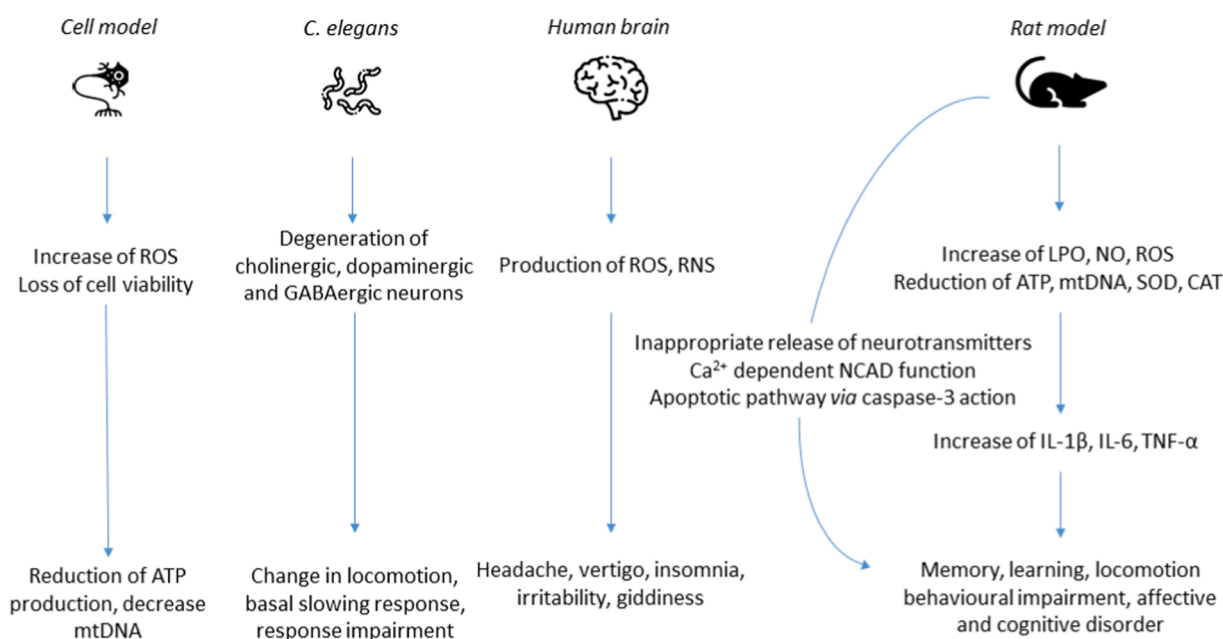 Cell model
Increase of ROS
Loss of cell viability
Reduction of ATP
production, decrease
mtDNA
C. elegans
Degeneration of
cholinergic, dopaminergic
and GABAergic neurons
Change in locomotion,
basal slowing response,
response impairment
Human brain
Production of ROS, RNS
Headache, vertigo, insomnia,
irritability, giddiness
Rat model
Increase of LPO, NO, ROS
Reduction of ATP, mtDNA, SOD, CAT
Inappropriate release of neurotransmitters
Ca²⁺ dependent NCAD function
Apoptotic pathway via caspase-3 action
Increase of IL-1β, IL-6, TNF-α
Memory, learning, locomotion
behavioural impairment, affective
and cognitive disorder